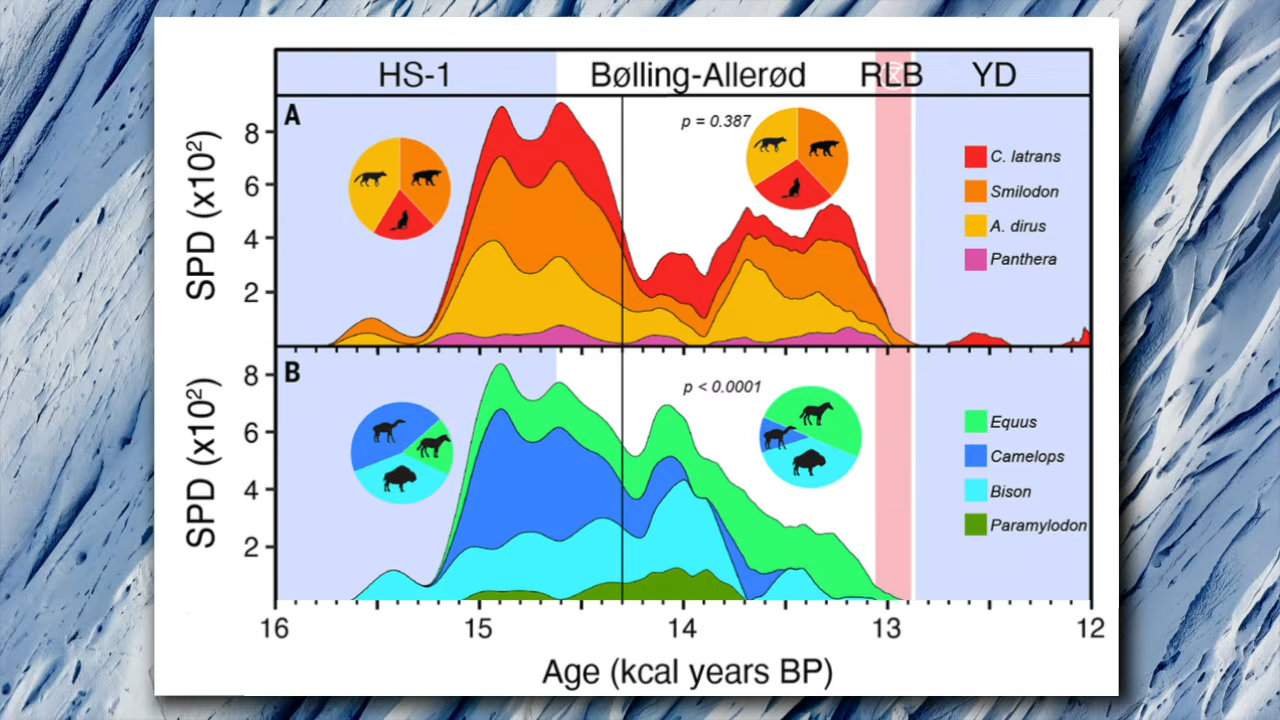 HS-1 Bølling-Allerød RLB YD
A
p = 0.387
SPD (x10²)
8
6
4
2
C. latrans
Smilodon
A. dirus
Panthera
B
p < 0.0001
SPD (x10²)
8
6
4
2
Equus
Camelops
Bison
Paramylodon
16 15 14 13 12
Age (kcal years BP)